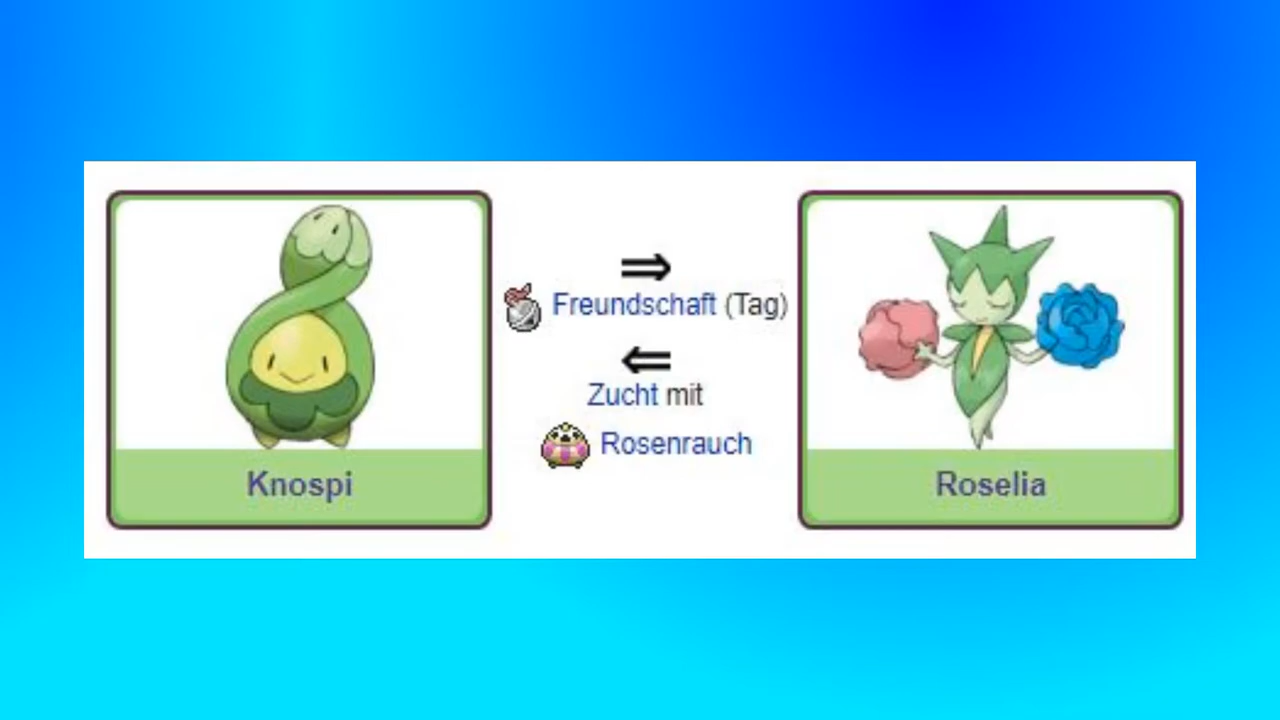 Freundschaft (Tag)
Zucht mit
Rosenrauch
Knospi
Roselia